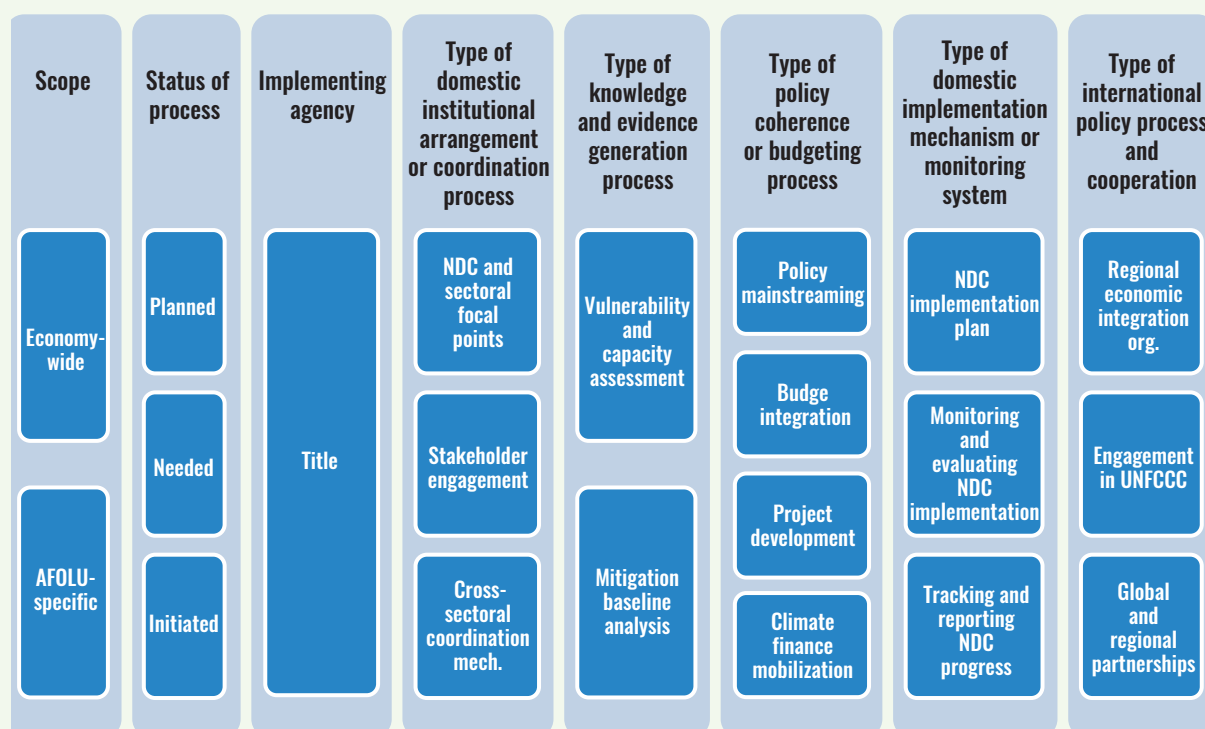 Scope
Economy-
wide
AFOLU-
specific
Status of
process
Planned
Needed
Initiated
Implementing
agency
Title
Type of
domestic
institutional
arrangement
or coordination
process
NDC and
sectoral
focal
points
Stakeholder
engagement
Cross-
sectoral
coordination
mech.
Type of
knowledge
and evidence
generation
process
Vulnerability
and
capacity
assessment
Mitigation
baseline
analysis
Type of
policy
coherence
or budgeting
process
Policy
mainstreaming
Budge
integration
Project
development
Climate
finance
mobilization
Type of
domestic
implementation
mechanism or
monitoring
system
NDC
implementation
plan
Monitoring
and
evaluating
NDC
implementation
Tracking and
reporting
NDC
progress
Type of
international
policy process
and
cooperation
Regional
economic
integration
org.
Engagement
in UNFCCC
Global
and
regional
partnerships